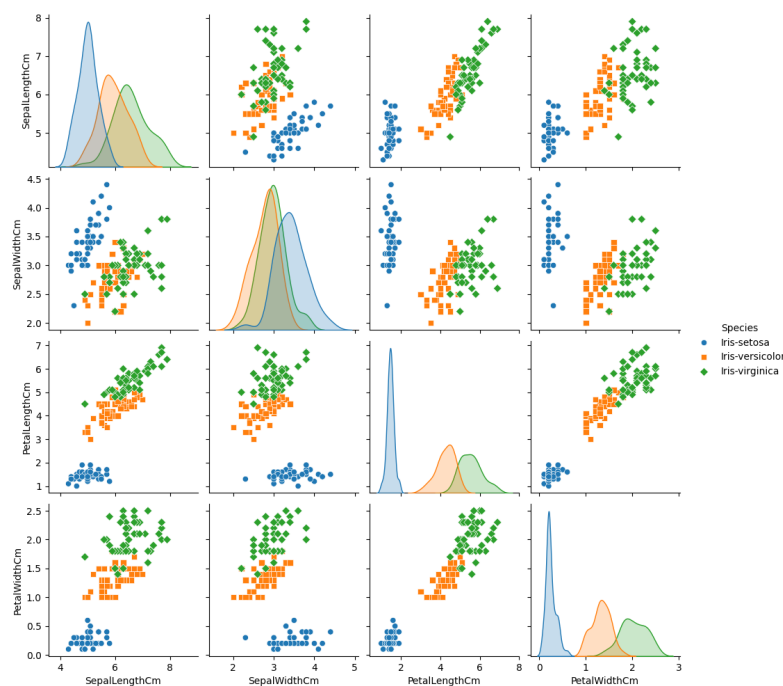 SepalLengthCm
8
7
6
5
SepalWidthCm
4.5
4.0
3.5
3.0
2.5
2.0
Species
Iris-setosa
Iris-versicolor
Iris-virginica
PetalLengthCm
7
6
5
4
3
2
1
PetalWidthCm
2.5
2.0
1.5
1.0
0.5
0.0
4 6 8
2 3 4 5
2 4 6 8
0 1 2 3
SepalLengthCm SepalWidthCm PetalLengthCm PetalWidthCm